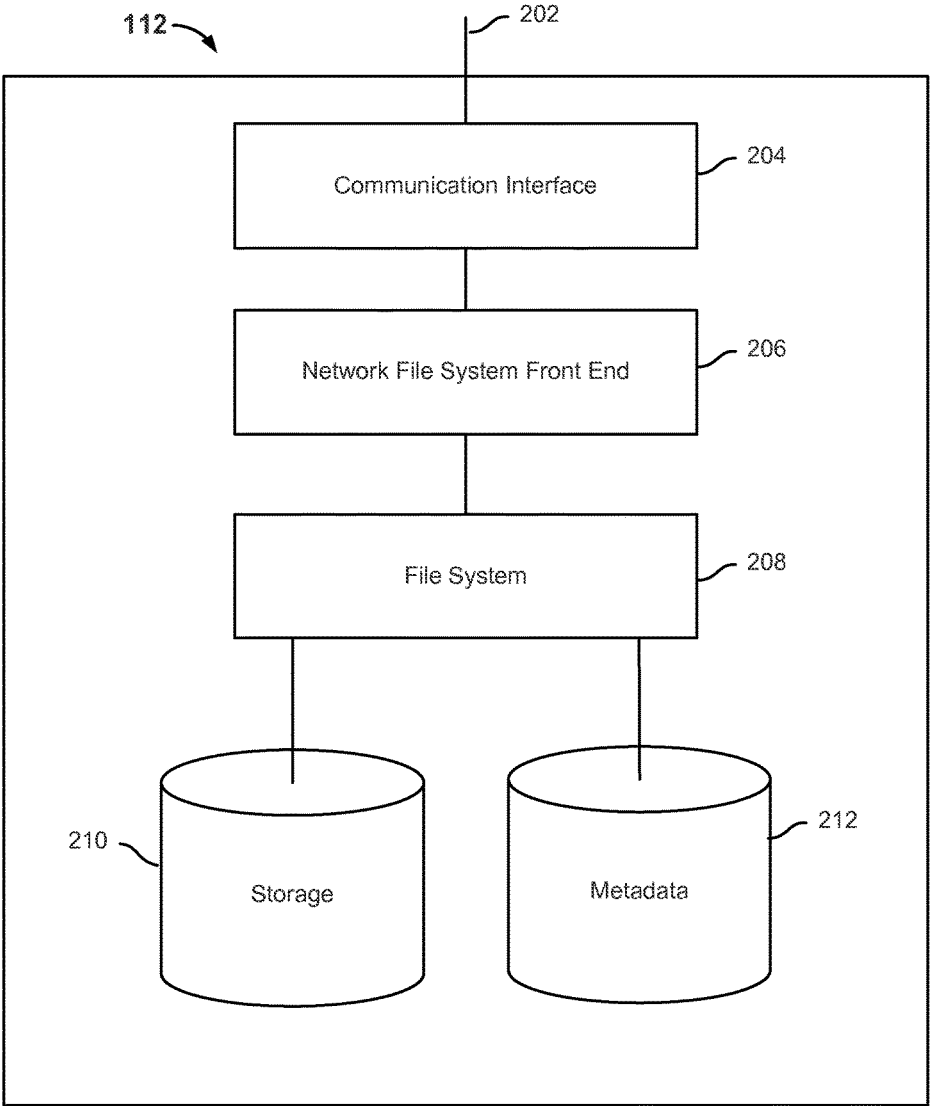 112
202
Communication Interface
204
Network File System Front End
206
File System
208
210
Storage
Metadata
212